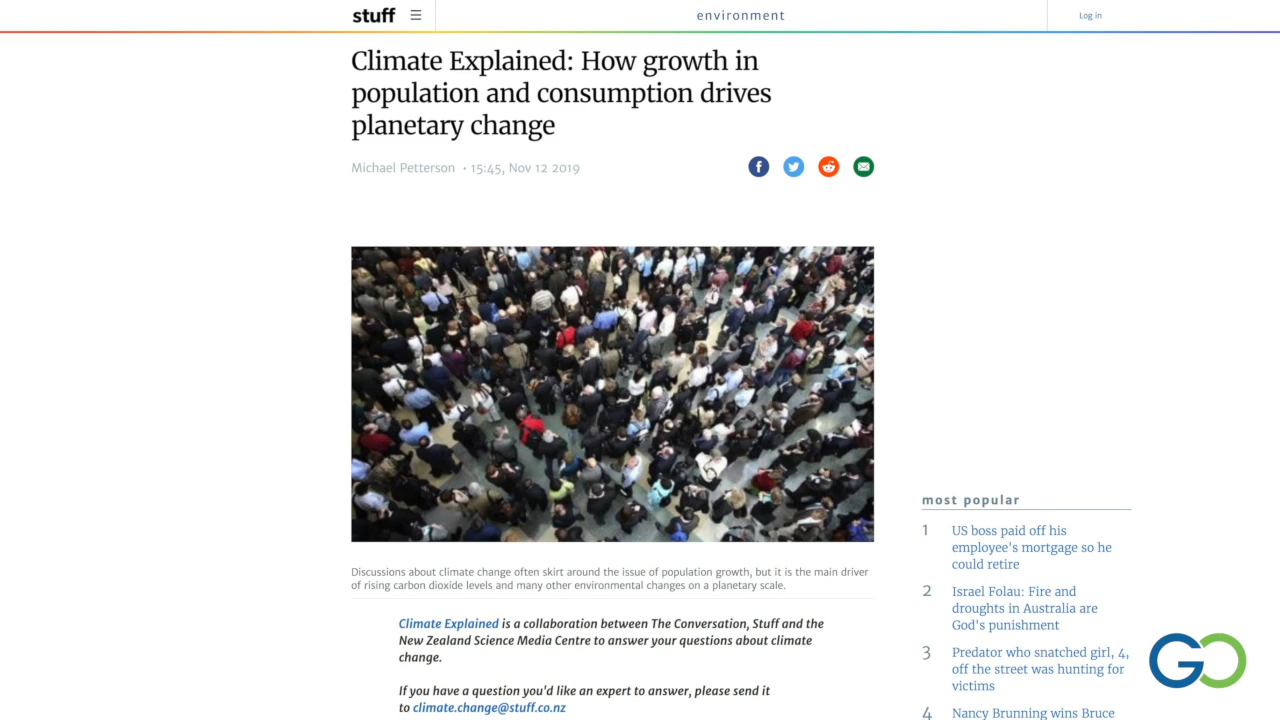 stuff
environment
Log in
Climate Explained: How growth in
population and consumption drives
planetary change
Michael Petterson • 15:45, Nov 12 2019
Discussions about climate change often skirt around the issue of population growth, but it is the main driver
of rising carbon dioxide levels and many other environmental changes on a planetary scale.
Climate Explained is a collaboration between The Conversation, Stuff and the
New Zealand Science Media Centre to answer your questions about climate
change.
If you have a question you'd like an expert to answer, please send it
to climate.change@stuff.co.nz
most popular
1 US boss paid off his
employee's mortgage so he
could retire
2 Israel Folau: Fire and
droughts in Australia are
God's punishment
3 Predator who snatched girl, 4,
off the street was hunting for
victims
4 Nancy Brunning wins Bruce
GO